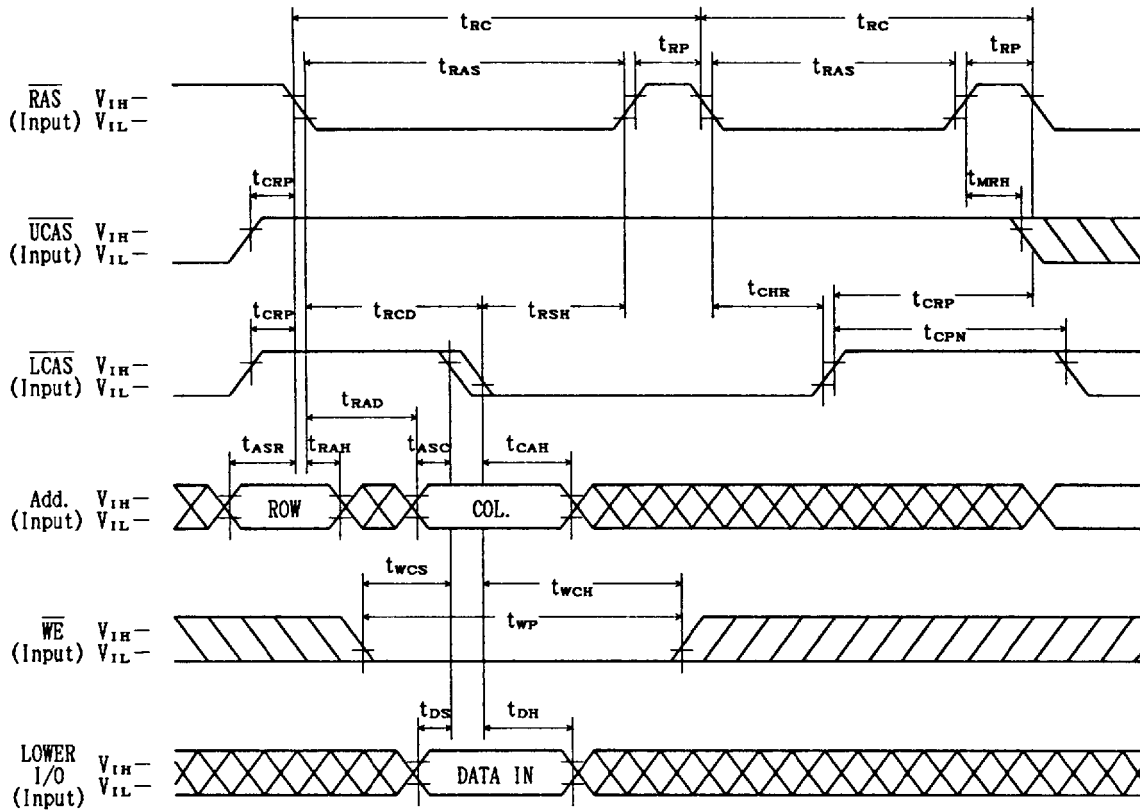 tRC tRC
tRAS tRP tRAS tRP
RAS VIH
(Input) VIL
tCRP tMRH
UCAS VIH
(Input) VIL
tCRP tRCD tRSH tCHR tCRP
tCPN
LCAS VIH
(Input) VIL
tRAD
tASR tRAH tASC tCAH
Add. VIH
(Input) VIL
ROW COL.
tWCS tWCH
tWP
WE VIH
(Input) VIL
tDS tDH
LOWER
I/O VIH
(Input) VIL
DATA IN